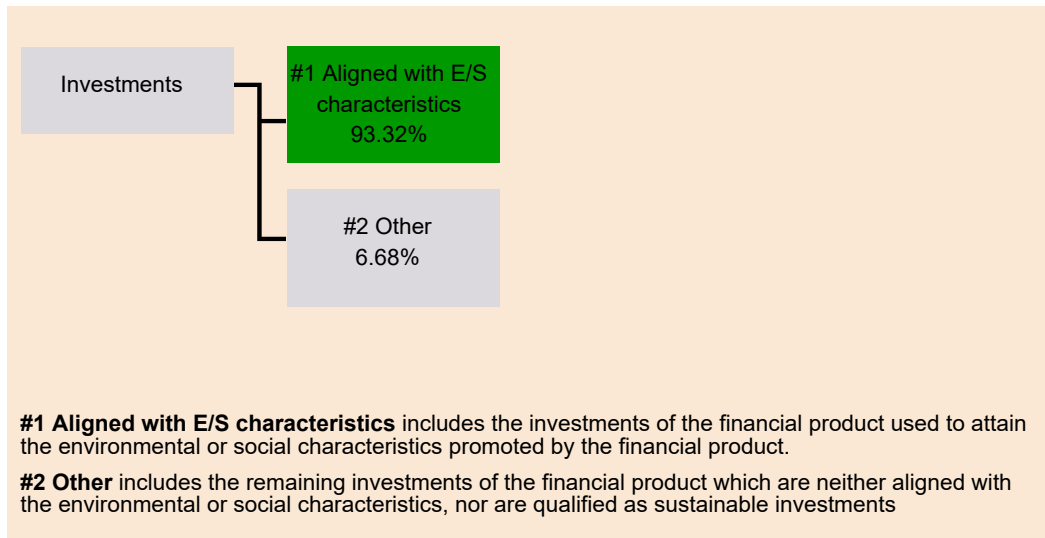 Investments
#1 Aligned with E/S
characteristics
93.32%
#2 Other
6.68%
#1 Aligned with E/S characteristics includes the investments of the financial product used to attain
the environmental or social characteristics promoted by the financial product.
#2 Other includes the remaining investments of the financial product which are neither aligned with
the environmental or social characteristics, nor are qualified as sustainable investments